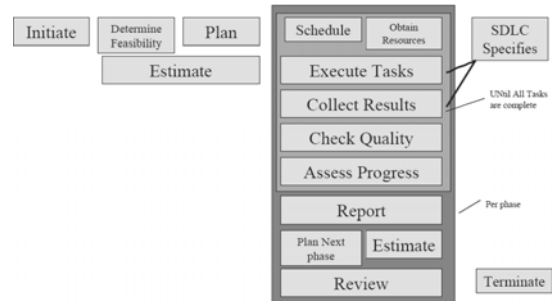 Initiate
Determine
Feasibility
Plan
Estimate
Schedule
Obtain
Resources
SDLC
Specifies
Execute Tasks
Collect Results
UNtil All Tasks
are complete
Check Quality
Assess Progress
Report
Per phase
Plan Next
phase
Estimate
Review
Terminate